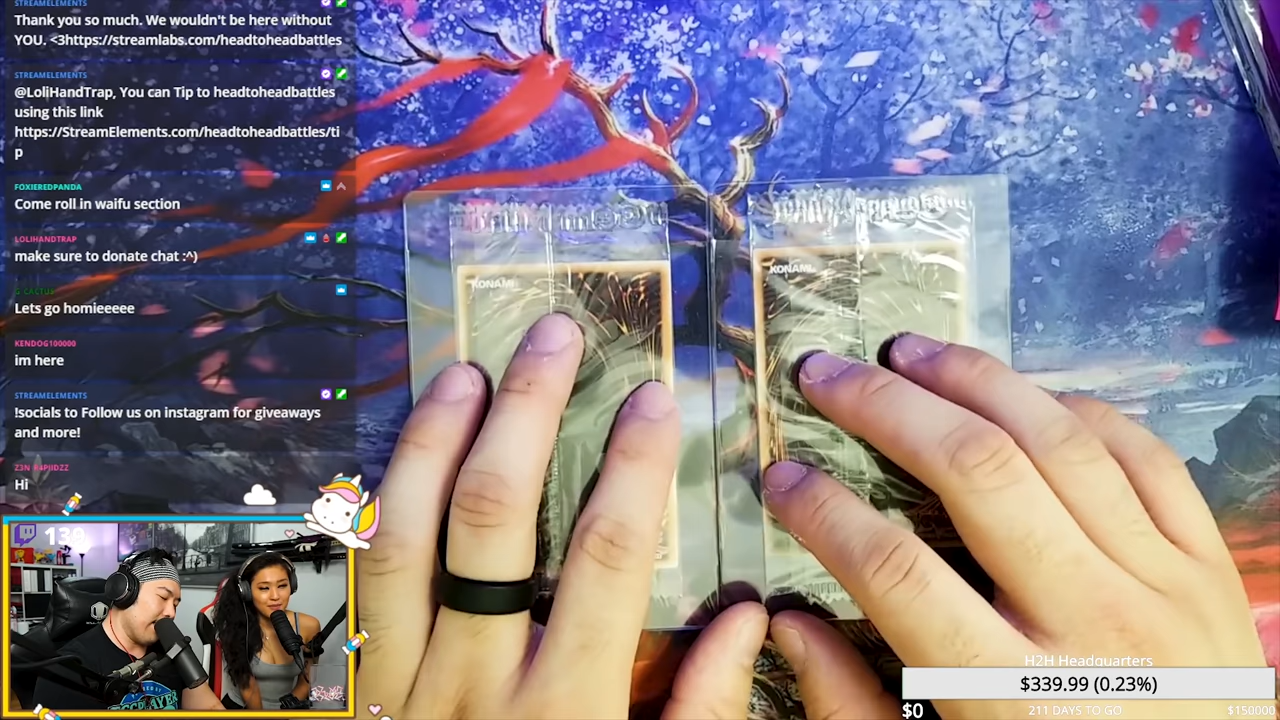 STREAMELEMENTS
Thank you so much. We wouldn't be here without
YOU. <3https://streamlabs.com/headtoheadbattles
STREAMELEMENTS
@LoliHandTrap, You can Tip to headtoheadbattles
using this link
https://StreamElements.com/headtoheadbattles/ti
p
FOXIEREDPANDA
Come roll in waifu section
LOLIHANDTRAP
make sure to donate chat :^)
G_CACTUS
Lets go homieeeee
KENDOG100000
im here
STREAMELEMENTS
!socials to Follow us on instagram for giveaways
and more!
Hi
139
KONAMI
KONAMI
H2H Headquarters
$339.99 (0.23%)
$0
211 DAYS TO GO
$150000